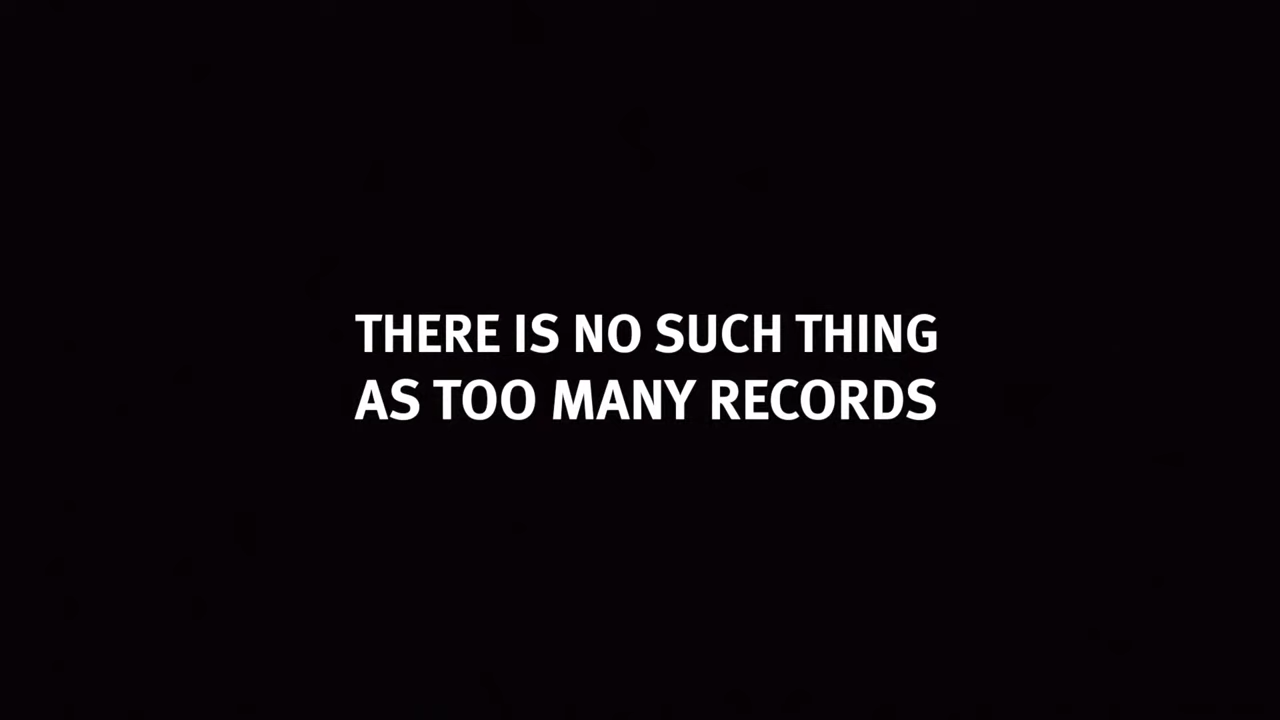 THERE IS NO SUCH THING
AS TOO MANY RECORDS